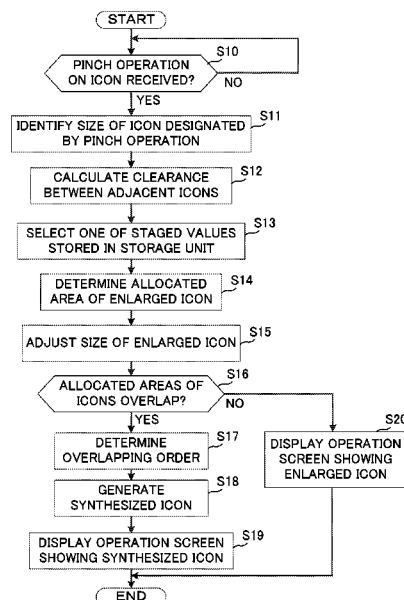 START
S10
PINCH OPERATION
ON ICON RECEIVED?
NO
YES
S11
IDENTIFY SIZE OF ICON DESIGNATED
BY PINCH OPERATION
S12
CALCULATE CLEARANCE
BETWEEN ADJACENT ICONS
S13
SELECT ONE OF STAGED VALUES
STORED IN STORAGE UNIT
S14
DETERMINE ALLOCATED
AREA OF ENLARGED ICON
S15
ADJUST SIZE OF ENLARGED ICON
S16
ALLOCATED AREAS OF
ICONS OVERLAP?
NO
YES
S17
DETERMINE
OVERLAPPING ORDER
S20
DISPLAY OPERATION
SCREEN SHOWING
ENLARGED ICON
S18
GENERATE
SYNTHESIZED ICON
S19
DISPLAY OPERATION SCREEN
SHOWING SYNTHESIZED ICON
END